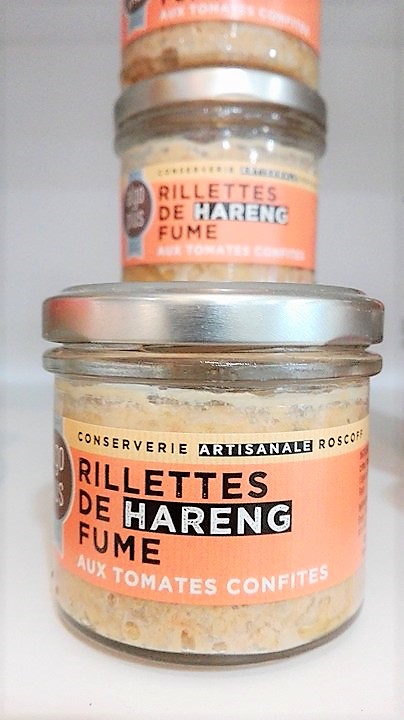 AUX TOMATES CONFITES
CONSERVERIE
RILLETTES
DE HARENG
FUME
AUX TOMATES CONFITES
CONSERVERIE ARTISANALE ROSCOFF
RILLETTES
DE HARENG
FUME
AUX TOMATES CONFITES